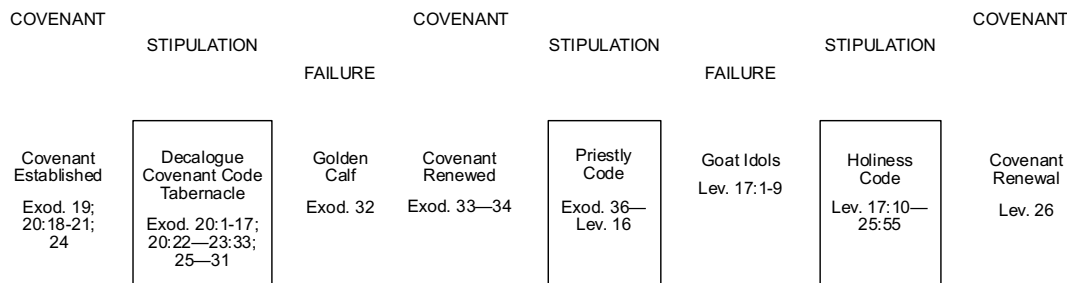 COVENANT COVENANT COVENANT
STIPULATION STIPULATION STIPULATION
FAILURE FAILURE
Covenant
Established
Exod. 19;
20:18-21;
24
Decalogue
Covenant Code
Tabernacle
Exod. 20:1-17;
20:22—23:33;
25—31
Golden
Calf
Exod. 32
Covenant
Renewed
Exod. 33—34
Priestly
Code
Exod. 36—
Lev. 16
Goat Idols
Lev. 17:1-9
Holiness
Code
Lev. 17:10—
25:55
Covenant
Renewal
Lev. 26